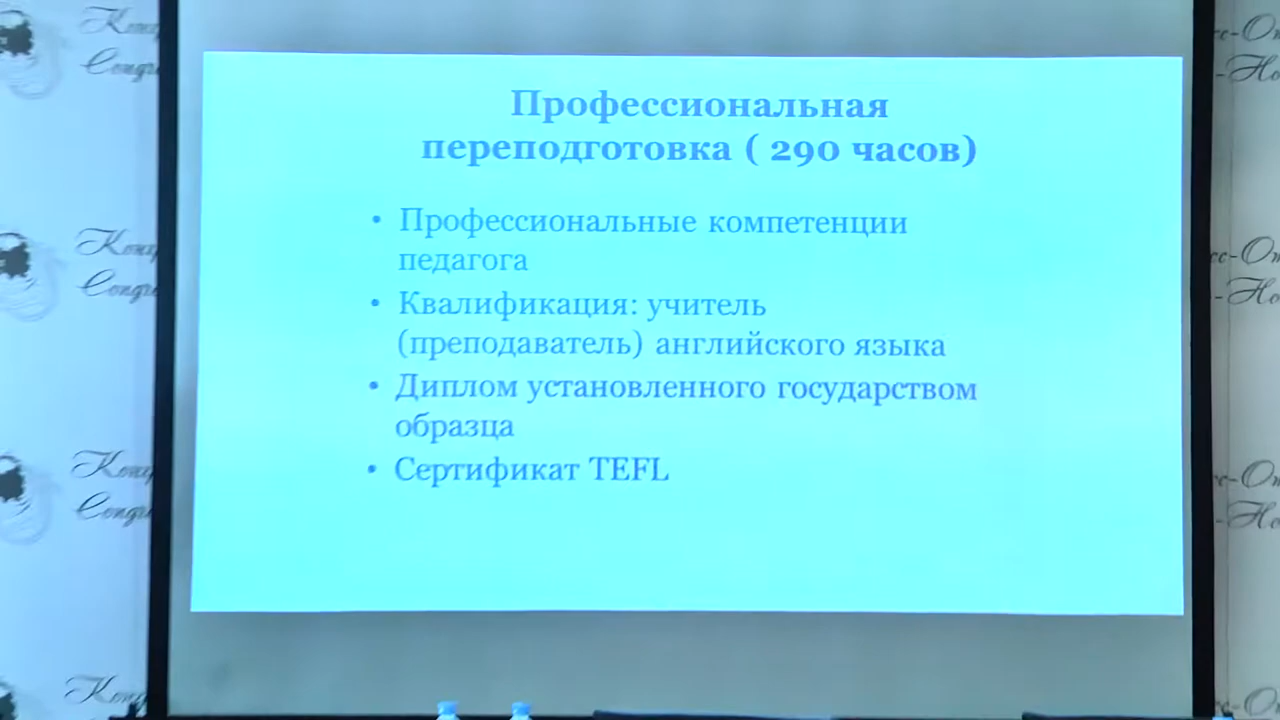 Профессиональная
переподготовка ( 290 часов)
• Профессиональные компетенции
педагога
• Квалификация: учитель
(преподаватель) английского языка
• Диплом установленного государством
образца
• Сертификат TEFL